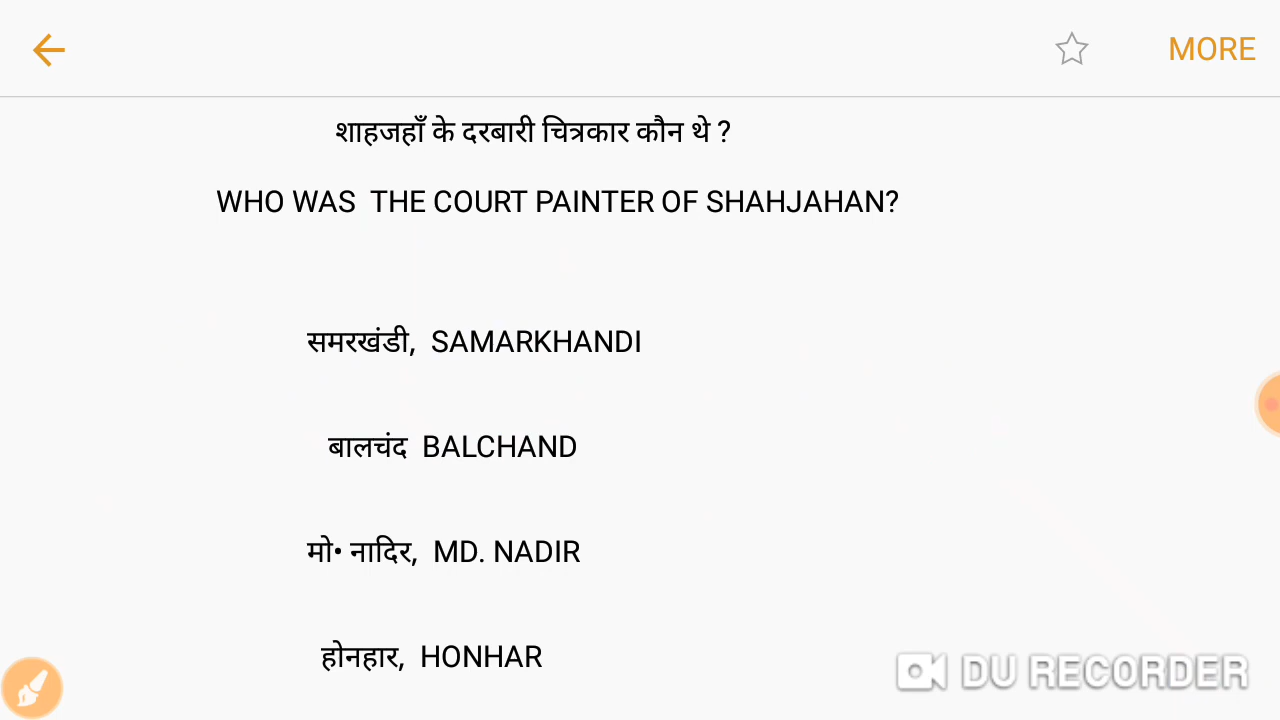 MORE
शाहजहाँ के दरबारी चित्रकार कौन थे ?
WHO WAS THE COURT PAINTER OF SHAHJAHAN?
समरखंडी, SAMARKHANDI
बालचंद BALCHAND
मो• नादिर, MD. NADIR
होनहार, HONHAR
DU RECORDER